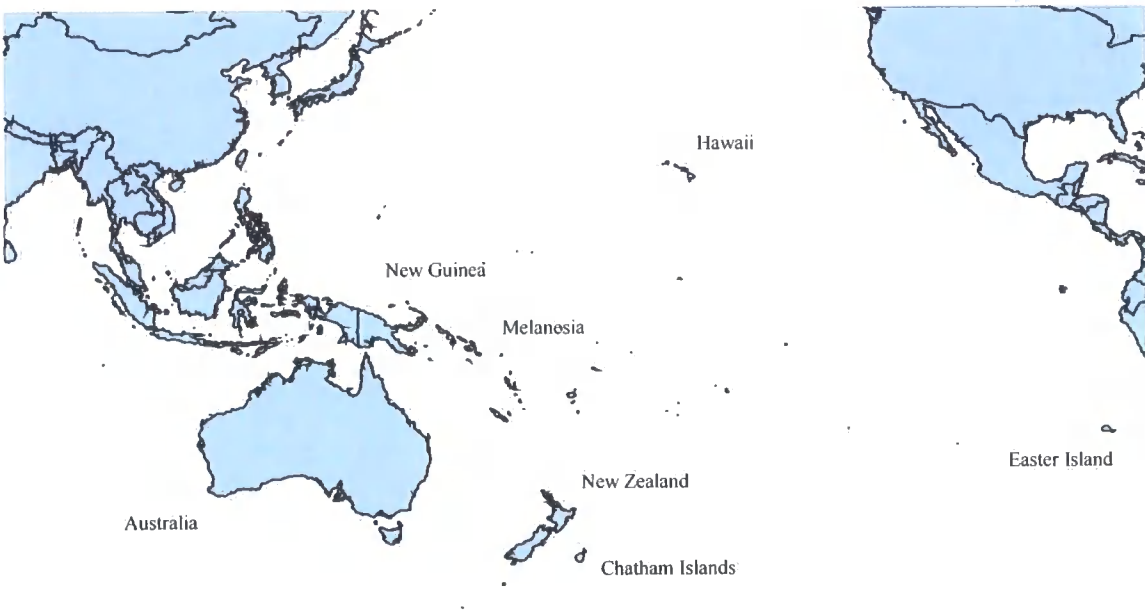 Hawaii
New Guinea
Melanesia
Easter Island
New Zealand
Australia
Chatham Islands